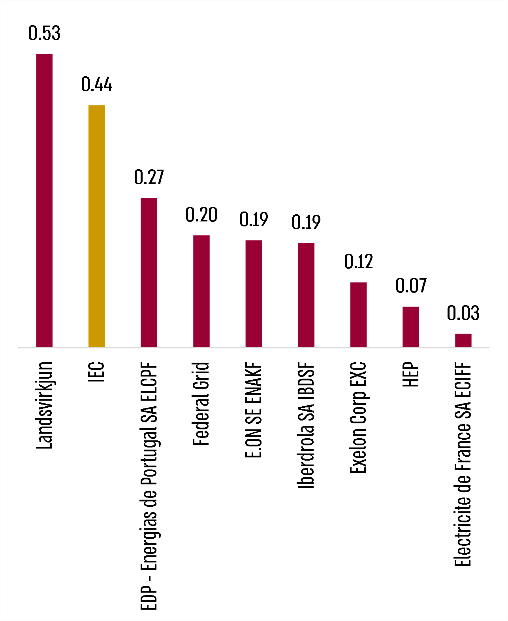 0.53
0.44
0.27
0.20
0.19
0.19
0.12
0.07
0.03
Landsvirkjun
IEC
EDP - Energias de Portugal SA ELCPF
Federal Grid
E.ON SE ENAKF
Iberdrola SA IBDSF
Exelon Corp EXC
HEP
Electricite de France SA ECIFF